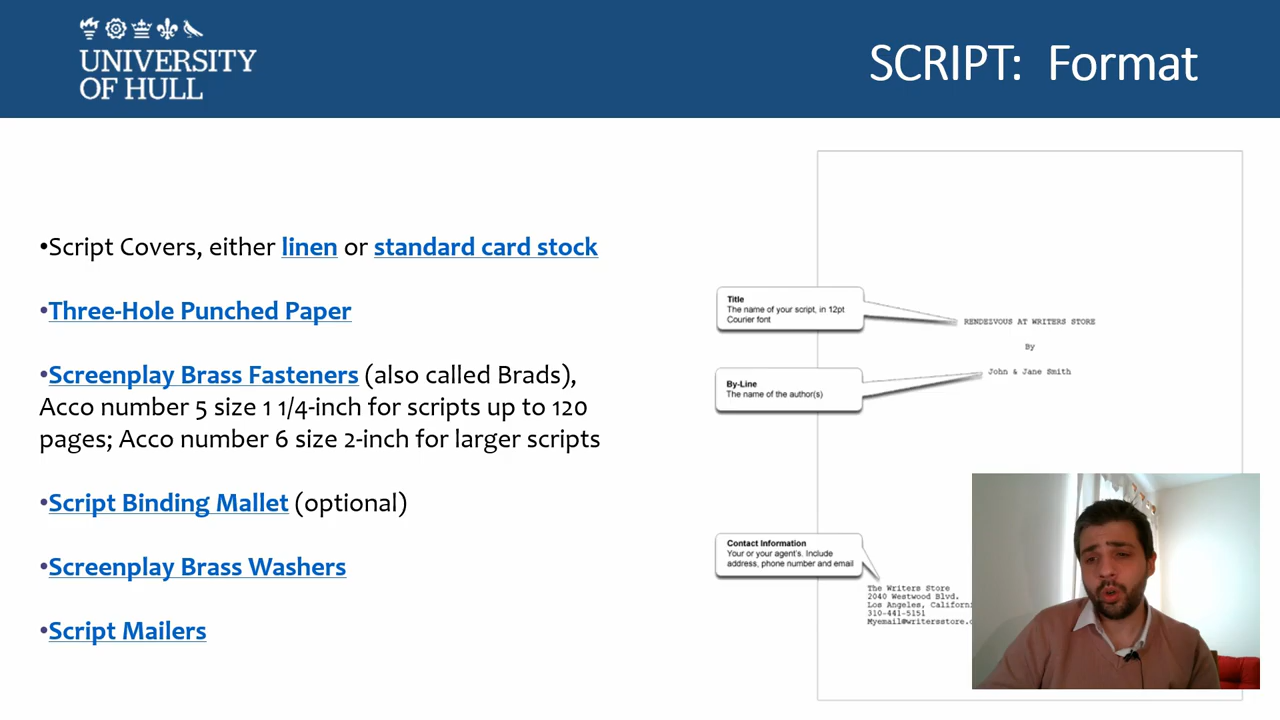 UNIVERSITY
OF HULL
SCRIPT: Format
•Script Covers, either linen or standard card stock
•Three-Hole Punched Paper
•Screenplay Brass Fasteners (also called Brads),
Acco number 5 size 1 1/4-inch for scripts up to 120
pages; Acco number 6 size 2-inch for larger scripts
•Script Binding Mallet (optional)
•Screenplay Brass Washers
•Script Mailers
Title
The name of your script, in 12pt
Courier font
RENDEZVOUS AT WRITERS STORE
By
By-Line
The name of the author(s)
John & Jane Smith
Contact Information
Your or your agent's. Include
address, phone number and email
The Writers Store
2040 Westwood Blvd.
Los Angeles, Californi
310-441-5151
Myemail@writersstore.c